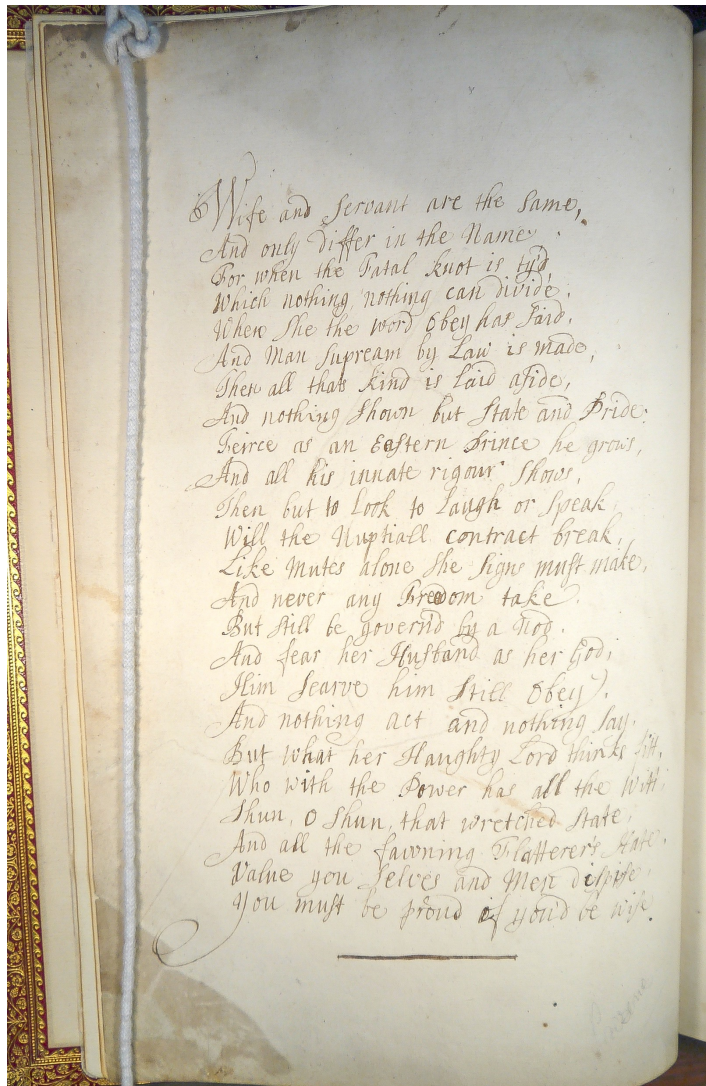 Wife and Servant are the same,
And only differ in the Name
For when the Fatal knot is ty'd,
Which nothing, nothing can divide,
When She the word Obey has Said,
And Man Supream by Law is made,
Then all thats kind is laid aside,
And nothing Shown but State and Pride:
Feirce as an Eastern Prince he grows,
And all his innate rigour Shows,
Then but to Look to Laugh or Speak
Will the Nuptiall contract break,
Like Mutes alone She Signs must make,
And never any Freedom take
But Still be govern'd by a Nod.
And fear her Husband as her God;
Him Searve him Still Obey,
And nothing act and nothing Say.
But what her Haughty Lord thinks fitt,
Who with the Power has all the Witt
Shun, O Shun, that wretched State,
And all the fawning Flatterers Hate,
Value you Selves and Men dispise,
You must be proud if you'd be wise.